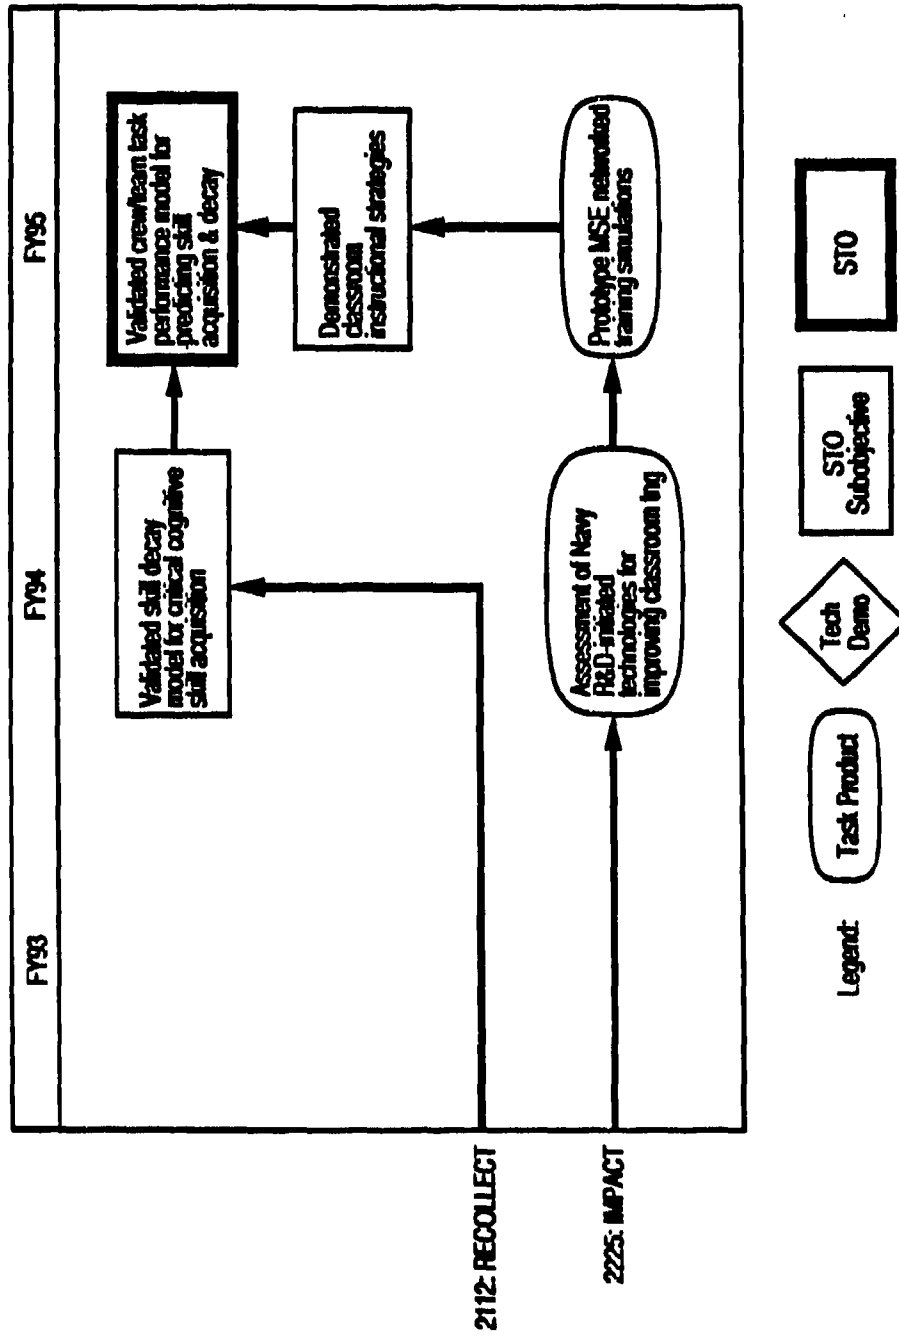 FY93
FY94
FY95
Validated skill decay
model for critical cognitive
skill acquisition
Validated crew/team task
performance model for
predicting skill
acquisition & decay
Demonstrated
classroom
instructional strategies
2112: RECOLLECT
2225: IMPACT
Assessment of Navy
R&D-initiated
technologies for
improving classroom tng
Prototype MSE networked
training simulations
Legend:
Task Product
Tech
Demo
STO
Subobjective
STO